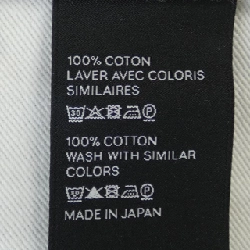 100% COTON
LAVER AVEC COLORIS
SIMILAIRES
100% COTTON
WASH WITH SIMILAR
COLORS
MADE IN JAPAN